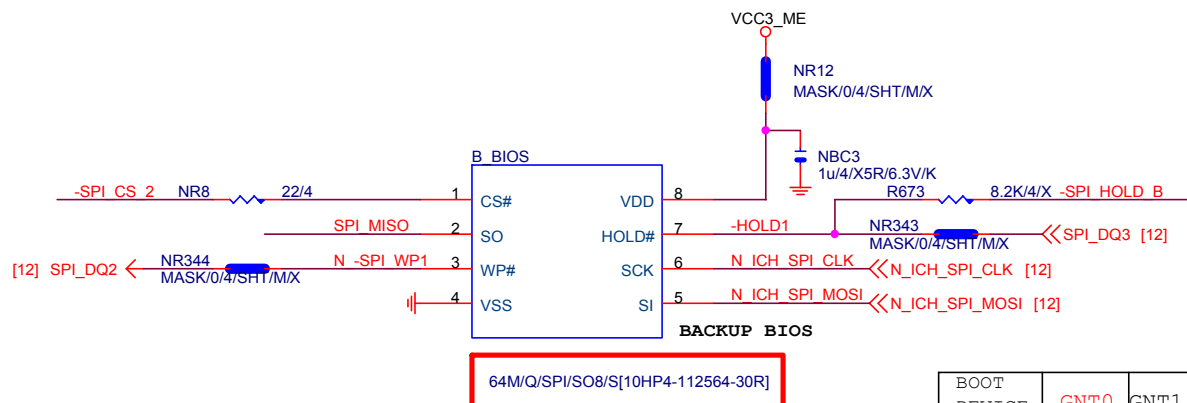 VCC3_ME
NR12
MASK/0/4/SHT/M/X
B_BIOS
NBC3
1u/4/X5R/6.3V/K
-SPI_CS_2 NR8 22/4 1 CS# VDD 8 R673 8.2K/4/X -SPI_HOLD_B
SPI_MISO 2 SO HOLD# 7 -HOLD1 NR343 SPI_DQ3 [12]
MASK/0/4/SHT/M/X
[12] SPI_DQ2 NR344 N_-SPI_WP1 3 WP# SCK 6 N_ICH_SPI_CLK N_ICH_SPI_CLK [12]
MASK/0/4/SHT/M/X
4 VSS SI 5 N_ICH_SPI_MOSI N_ICH_SPI_MOSI [12]
BACKUP BIOS
64M/Q/SPI/SO8/S[10HP4-112564-30R]
BOOT
GNT0 GNT1